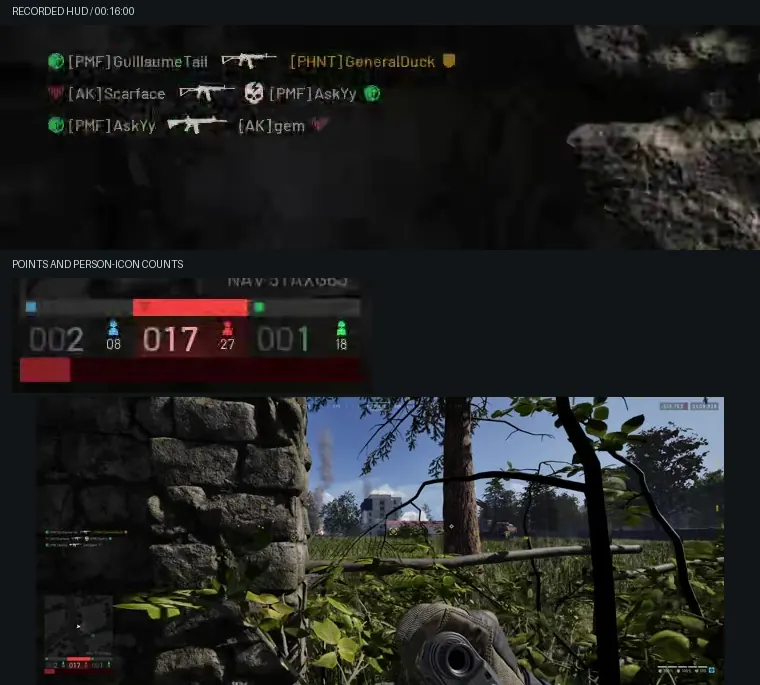 RECORDED HUD / 00:16:00
[PMF]GuillaumeTall [PHNT]GeneralDuck
[AK]Scarface [PMF]AskYy
[PMF]AskYy [AK]gem
POINTS AND PERSON-ICON COUNTS
002 08 017 27 001 18